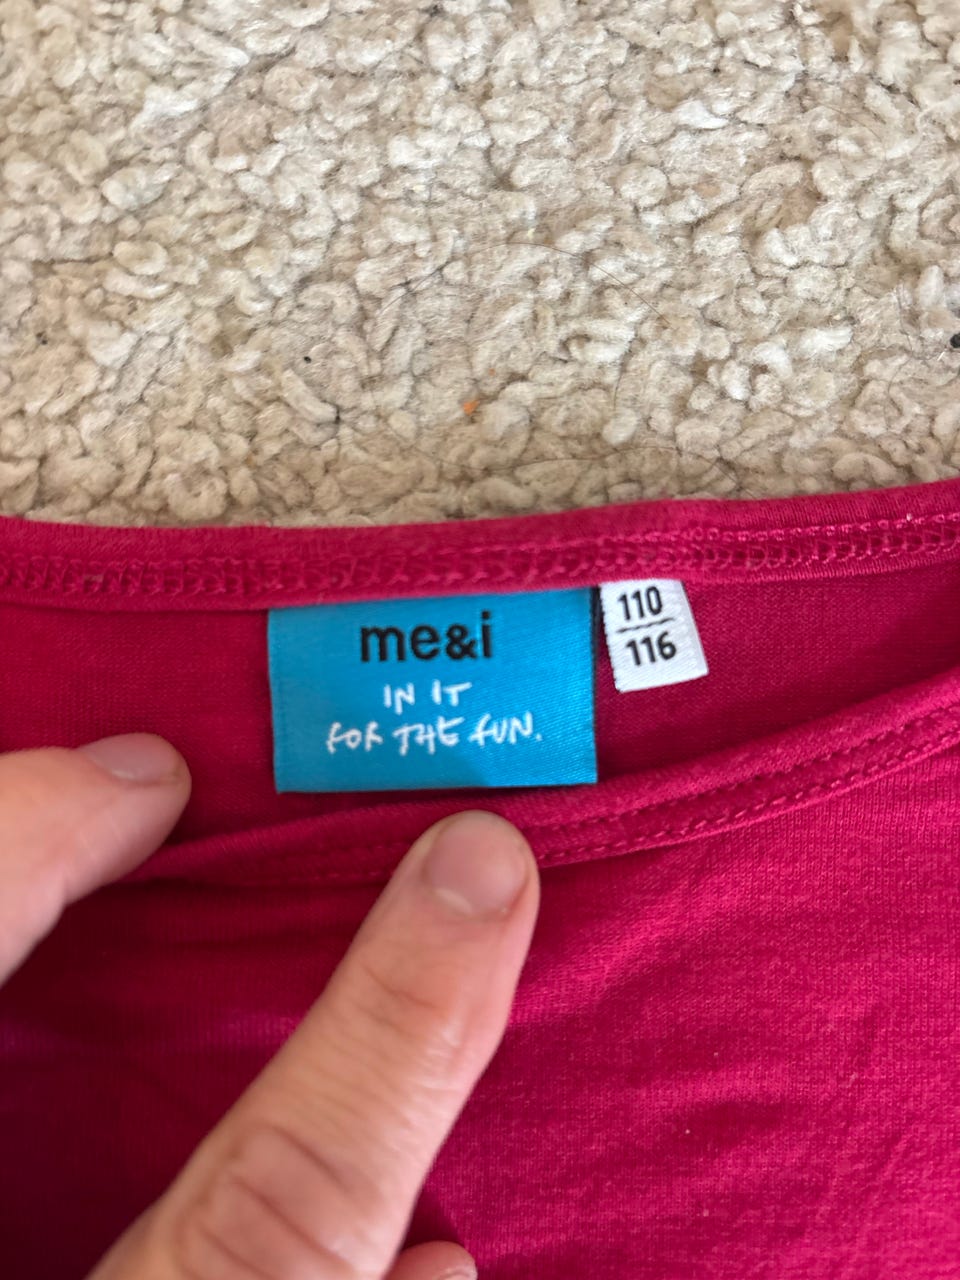 me&i
IN IT
FOR THE FUN.
110
116